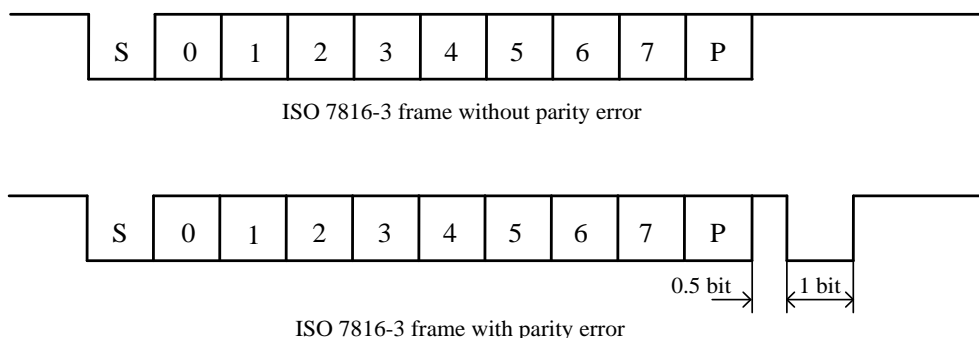 S 0 1 2 3 4 5 6 7 P
ISO 7816-3 frame without parity error
S 0 1 2 3 4 5 6 7 P
0.5 bit 1 bit
ISO 7816-3 frame with parity error